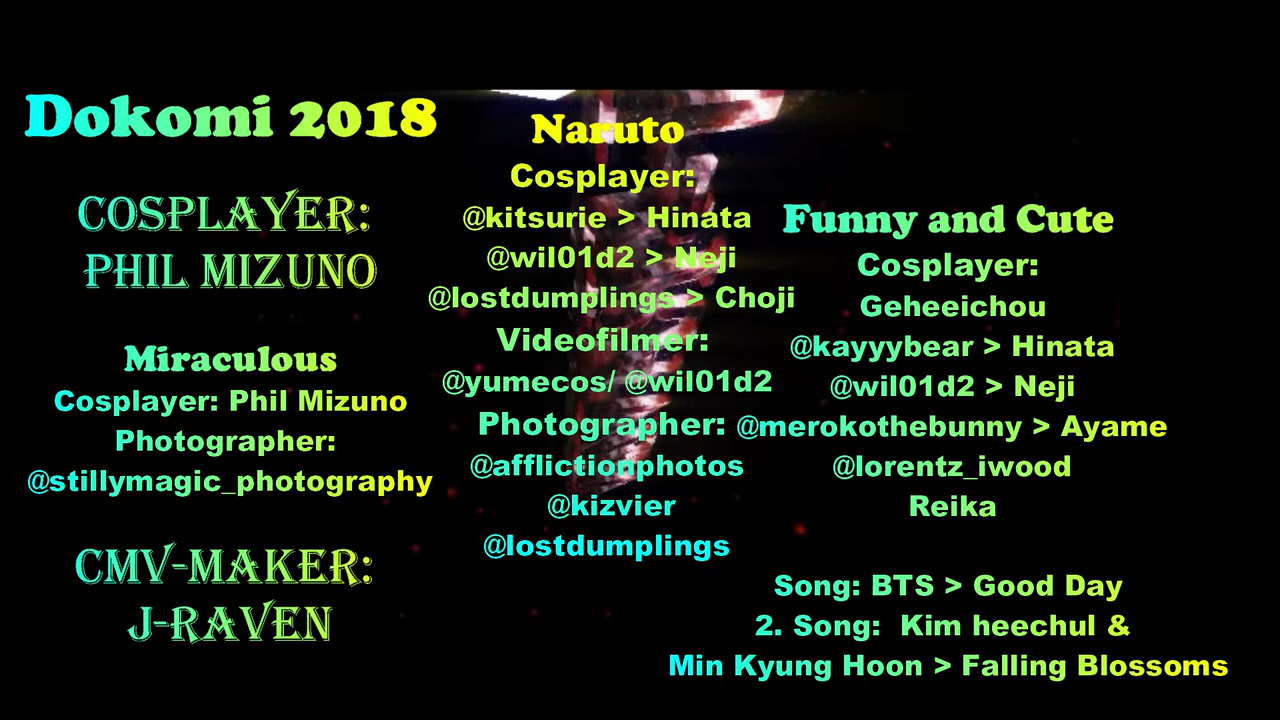 Dokomi 2018
COSPLAYER:
PHIL MIZUNO
Miraculous
Cosplayer: Phil Mizuno
Photographer:
@stillymagic_photography
CMV-MAKER:
J-RAVEN
Naruto
Cosplayer:
@kitsurie > Hinata
@wil01d2 > Neji
@lostdumplings > Choji
Videofilmer:
@yumecos/ @wil01d2
Photographer:
@afflictionphotos
@kizvier
@lostdumplings
Funny and Cute
Cosplayer:
Geheeichou
@kayyybear > Hinata
@wil01d2 > Neji
@merokothebunny > Ayame
@lorentz_iwood
Reika
Song: BTS > Good Day
2. Song:  Kim heechul &
Min Kyung Hoon > Falling Blossoms